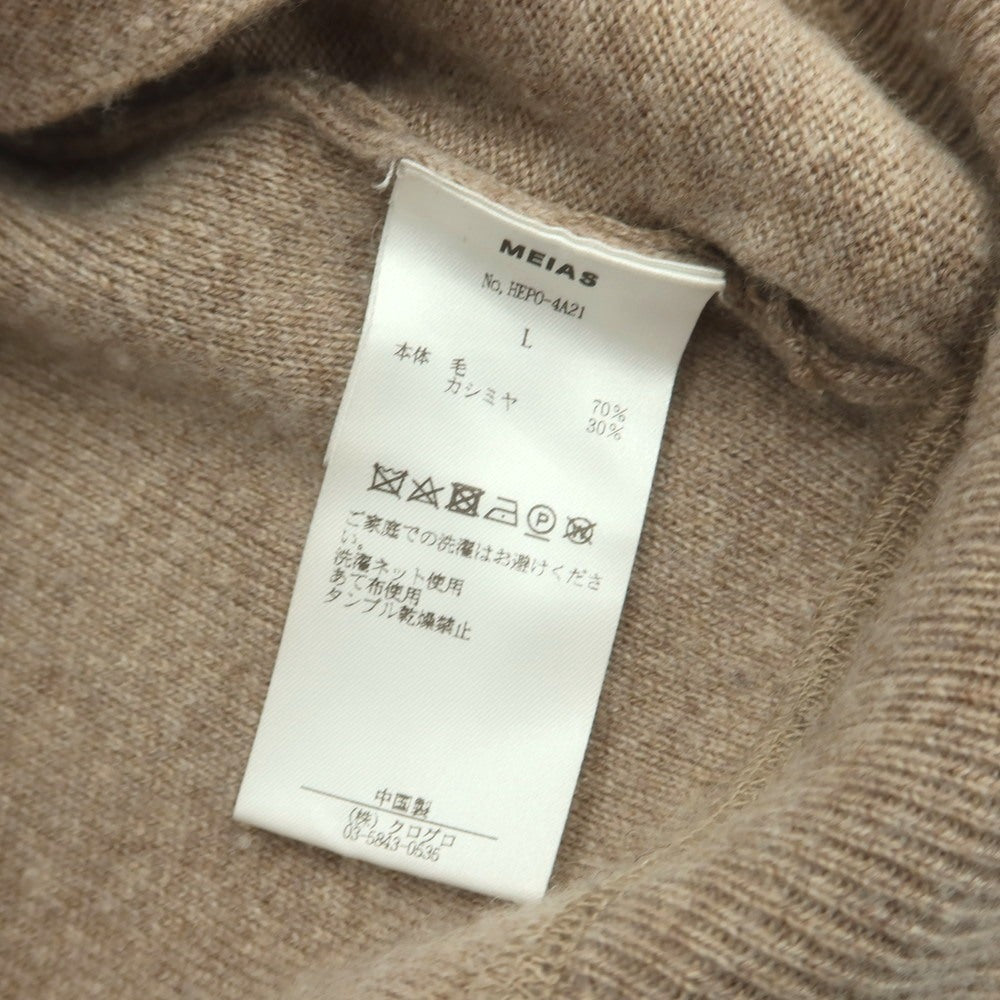 MEIAS
No. HEPO-4A21
L
本体 毛 70%
カシミヤ 30%
P
W
ご家庭での洗濯はお避けくださ
い。
洗濯ネット使用
あて布使用
タンブル乾燥禁止
中国製
(株) クログロ
03-5843-0535